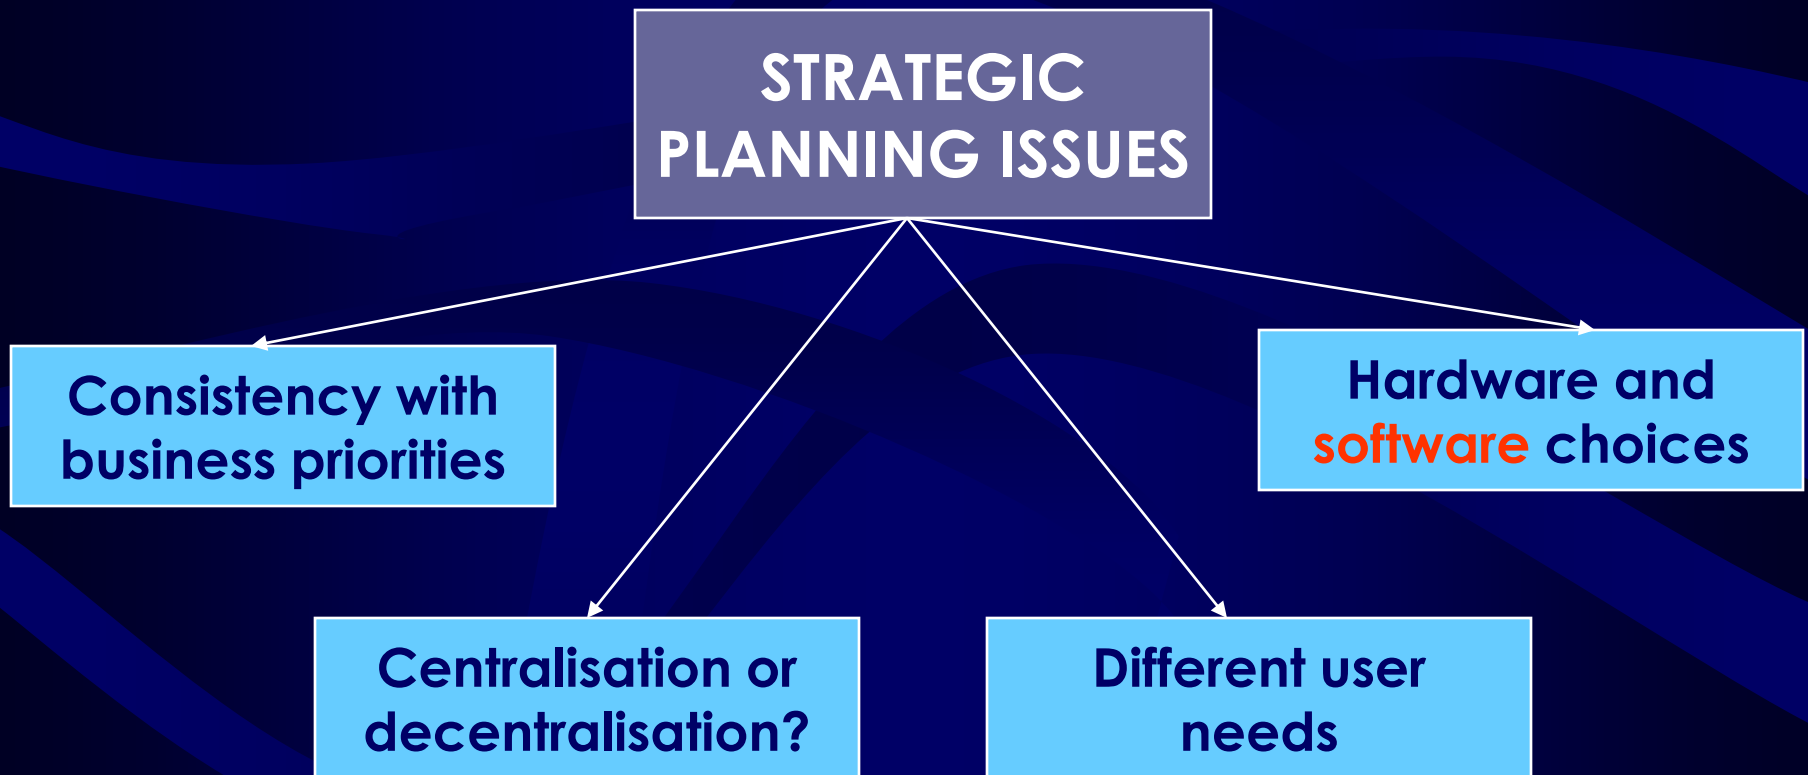 STRATEGIC
PLANNING ISSUES
Consistency with
business priorities
Hardware and
software choices
Centralisation or
decentralisation?
Different user
needs